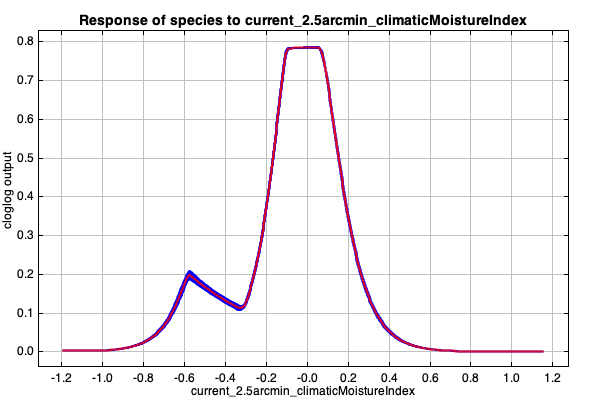 Response of species to current_2.5arcmin_climaticMoistureIndex
0.8
0.7
0.6
0.5
0.4
0.3
0.2
0.1
0.0
cloglog output
-1.2 -1.0 -0.8 -0.6 -0.4 -0.2 -0.0 0.2 0.4 0.6 0.8 1.0 1.2
current_2.5arcmin_climaticMoistureIndex